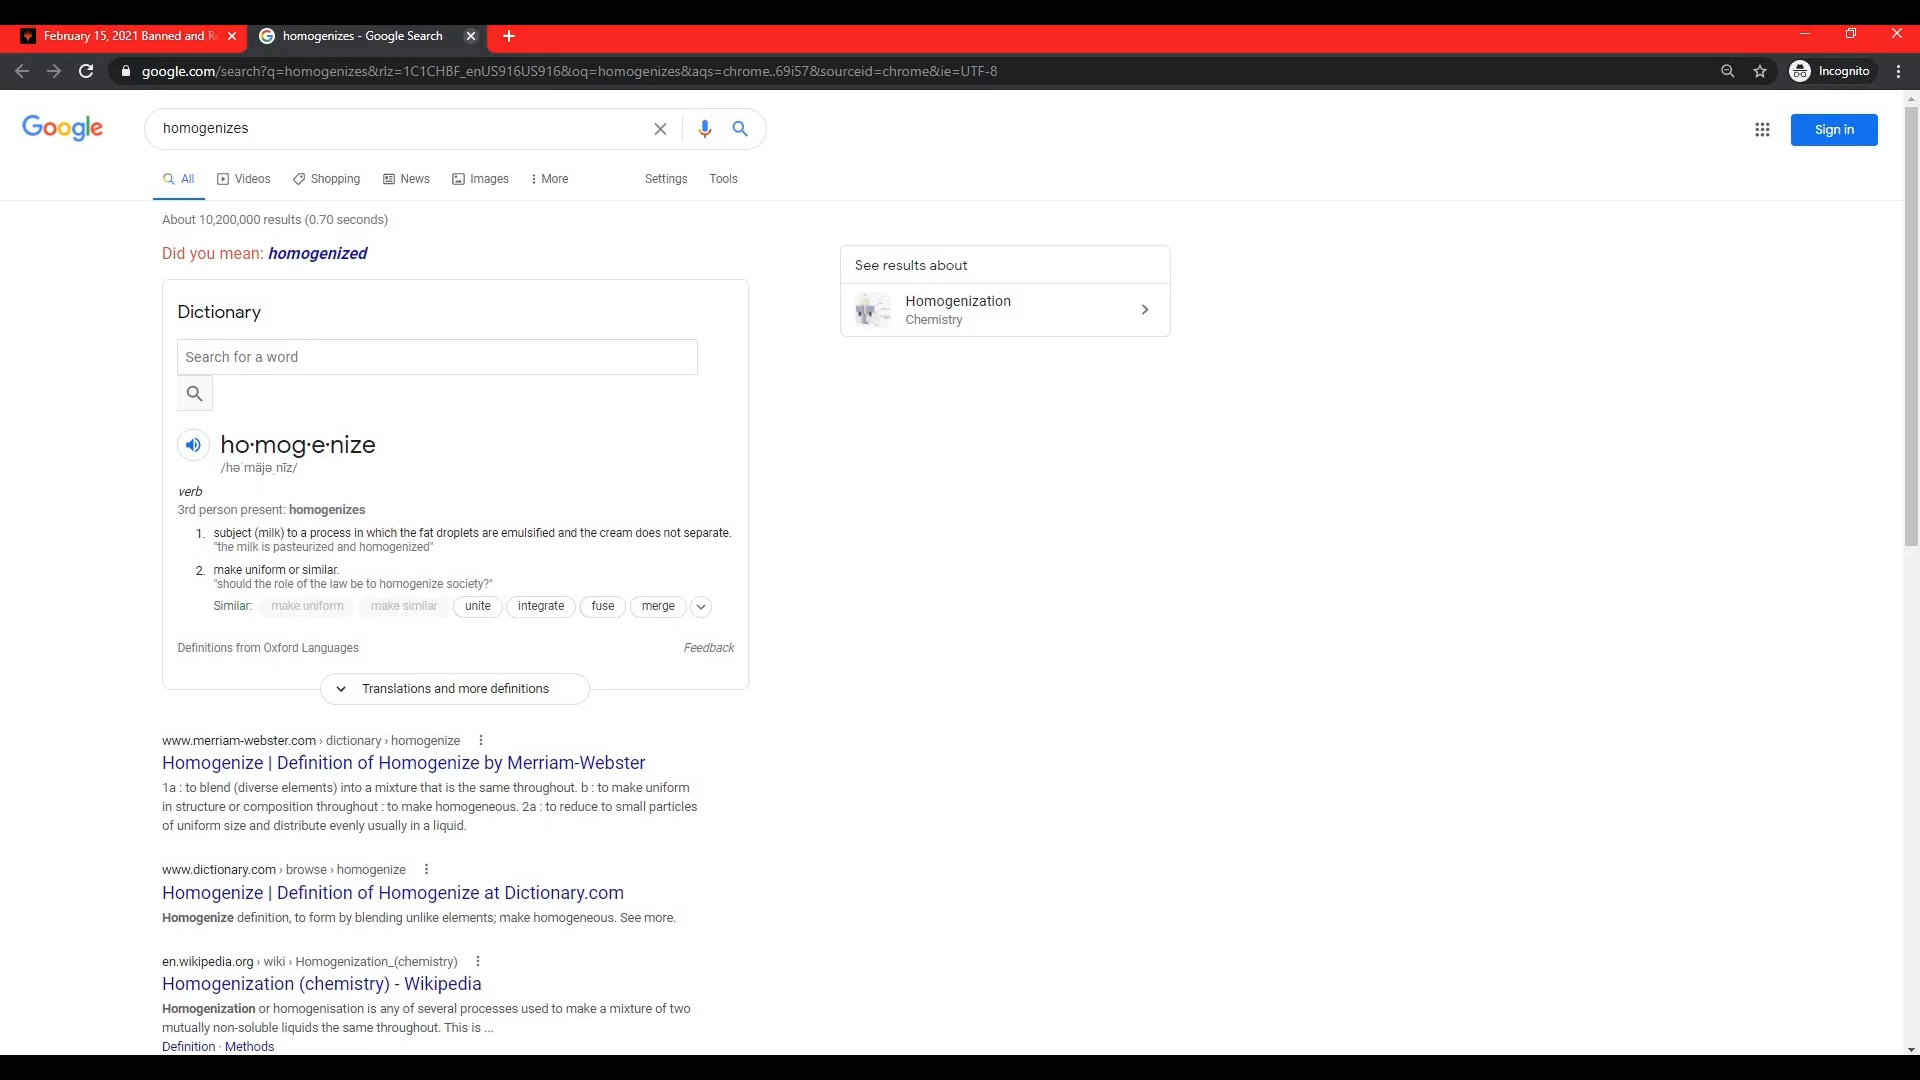 February 15, 2021 Banned and R
homogenizes - Google Search
google.com/search?q=homogenizes&rlz=1C1CHBF_enUS916US916&oq=homogenizes&aqs=chrome..69i57&sourceid=chrome&ie=UTF-8
Incognito
Google
homogenizes
Sign in
All
Videos
Shopping
News
Images
More
Settings
Tools
About 10,200,000 results (0.70 seconds)
Did you mean: homogenized
See results about
Homogenization
Chemistry
Dictionary
Search for a word
ho·mog·e·nize
/həˈmäjəˌnīz/
verb
3rd person present: homogenizes
1. subject (milk) to a process in which the fat droplets are emulsified and the cream does not separate.
"the milk is pasteurized and homogenized"
2. make uniform or similar.
"should the role of the law be to homogenize society?"
Similar: make uniform make similar unite integrate fuse merge
Definitions from Oxford Languages
Feedback
Translations and more definitions
www.merriam-webster.com › dictionary › homogenize
Homogenize | Definition of Homogenize by Merriam-Webster
1a : to blend (diverse elements) into a mixture that is the same throughout. b : to make uniform
in structure or composition throughout : to make homogeneous. 2a : to reduce to small particles
of uniform size and distribute evenly usually in a liquid.
www.dictionary.com › browse › homogenize
Homogenize | Definition of Homogenize at Dictionary.com
Homogenize definition, to form by blending unlike elements; make homogeneous. See more.
en.wikipedia.org › wiki › Homogenization_(chemistry)
Homogenization (chemistry) - Wikipedia
Homogenization or homogenisation is any of several processes used to make a mixture of two
mutually non-soluble liquids the same throughout. This is ...
Definition · Methods